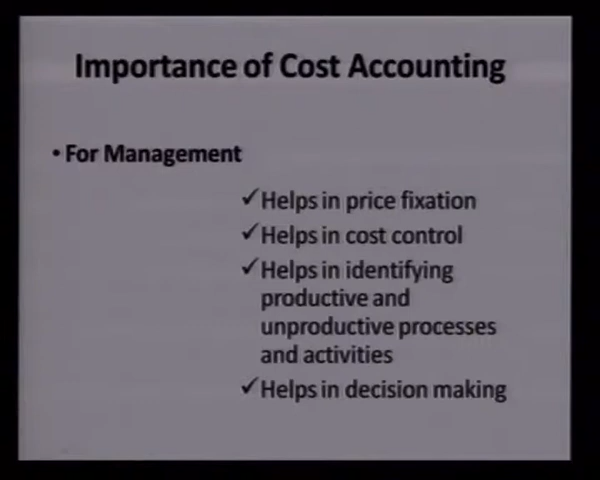 Importance of Cost Accounting
• For Management
✓ Helps in price fixation
✓ Helps in cost control
✓ Helps in identifying
productive and
unproductive processes
and activities
✓ Helps in decision making